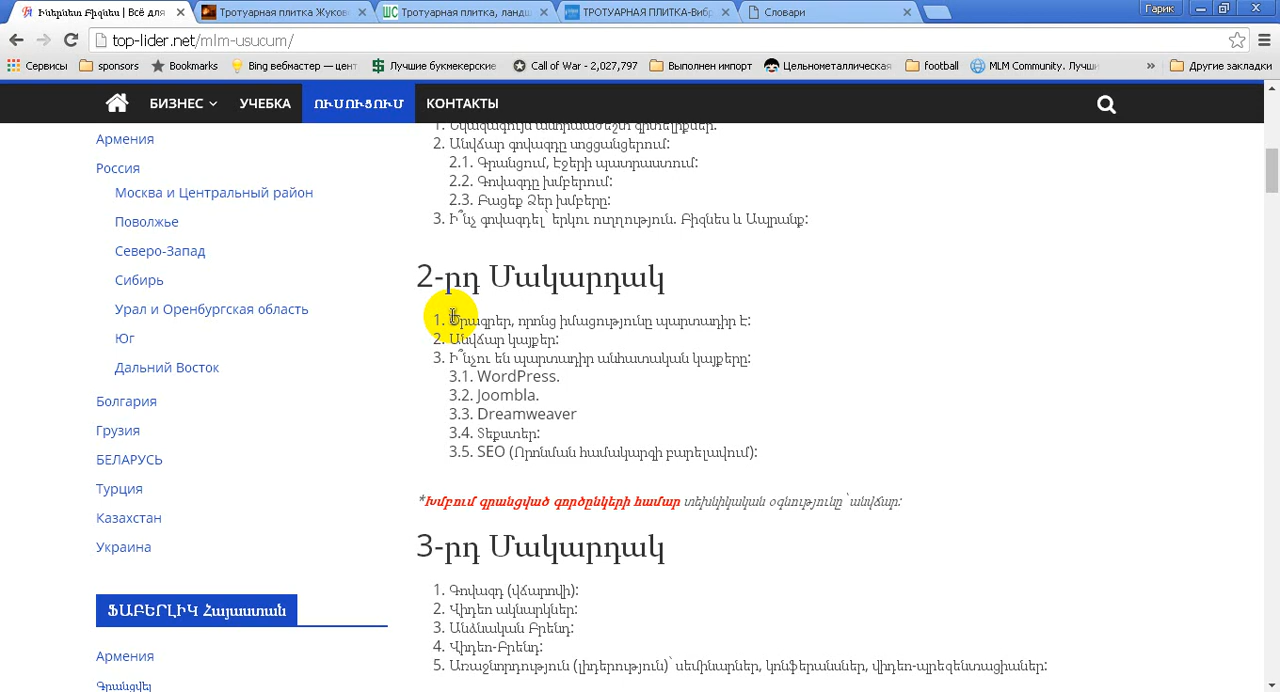 Ինտերնետ Բիզնես | Всё для
Тротуарная плитка Жуков
Тротуарная плитка, ландш
ТРОТУАРНАЯ ПЛИТКА-Вибр
Словари
Гарик
top-lider.net/mlm-usucum/
Сервисы
sponsors
Bookmarks
Bing вебмастер — цент
Лучшие букмекерские
Call of War - 2,027,797
Выполнен импорт
Цельнометаллическая
football
MLM Community. Лучш
»
Другие закладки
БИЗНЕС
УЧЕБКА
ՈՒՍՈՒՑՈՒՄ
КОНТАКТЫ
Армения
Россия
Москва и Центральный район
Поволжье
Северо-Запад
Сибирь
Урал и Оренбургская область
Юг
Дальний Восток
Болгария
Грузия
БЕЛАРУСЬ
Турция
Казахстан
Украина
ՖԱԲԵՐԼԻԿ Հայաստան
Армения
Գրանցվել
2. Անվճար գովազդը սոցցանցերում:
2.1. Գրանցում, Էջերի պատրաստում:
2.2. Գովազդը խմբերում:
2.3. Բացեք Ձեր խմբերը:
3. Ի՞նչ գովազդել՝ երկու ուղղություն. Բիզնես և Ապրանք:
2-րդ Մակարդակ
1. Ծրագրեր, որոնց իմացությունը պարտադիր է:
2. Անվճար կայքեր:
3. Ի՞նչու են պարտադիր անհատական կայքերը:
3.1. WordPress.
3.2. Joombla.
3.3. Dreamweaver
3.4. Տեքստեր:
3.5. SEO (Որոնման համակարգի բարելավում):
*Խմբում գրանցված գործընկերի համար տեխնիկական օգնությունը՝անվճար:
3-րդ Մակարդակ
1. Գովազդ (վճարովի):
2. Վիդեո ակնարկներ:
3. Անձնական Բրենդ:
4. Վիդեո-Բրենդ:
5. Առաջնորդություն (լիդերություն)՝ սեմինարներ, կոնֆերանսներ, վիդեո-պրեզենտացիաներ: